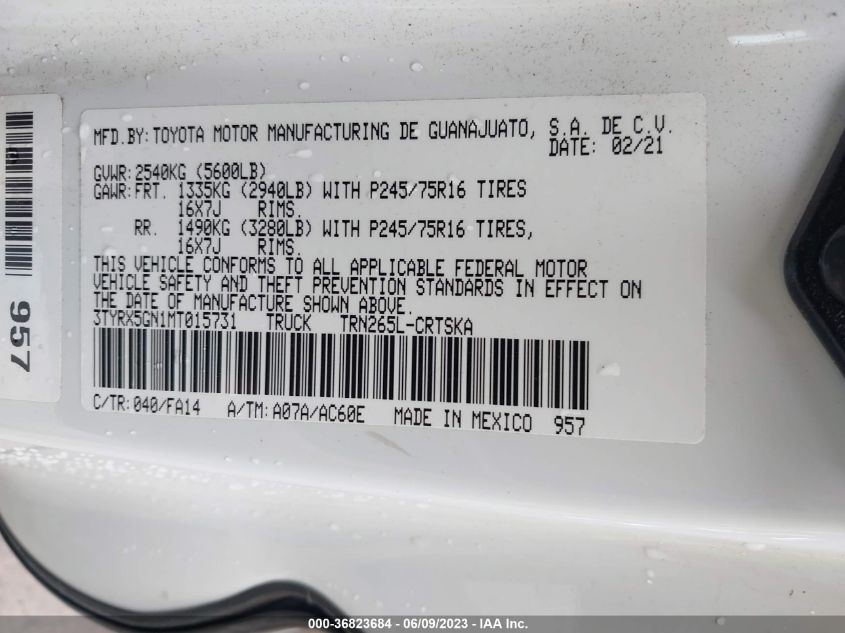 MFD.BY:TOYOTA MOTOR MANUFACTURING DE GUANAJUATO, S.A. DE C.V.
DATE: 02/21
GVWR:2540KG (5600LB)
GAWR:FRT. 1335KG (2940LB) WITH P245/75R16 TIRES
16X7J RIMS.
RR. 1490KG (3280LB) WITH P245/75R16 TIRES,
16X7J RIMS.
THIS VEHICLE CONFORMS TO ALL APPLICABLE FEDERAL MOTOR
VEHICLE SAFETY AND THEFT PREVENTION STANDARDS IN EFFECT ON
THE DATE OF MANUFACTURE SHOWN ABOVE.
3TYRX5GN1MT015731 TRUCK TRN265L-CRTSKA
C/TR:040/FA14 A/TM:A07A/AC60E MADE IN MEXICO 957
957
000-36823684 - 06/09/2023 - IAA Inc.